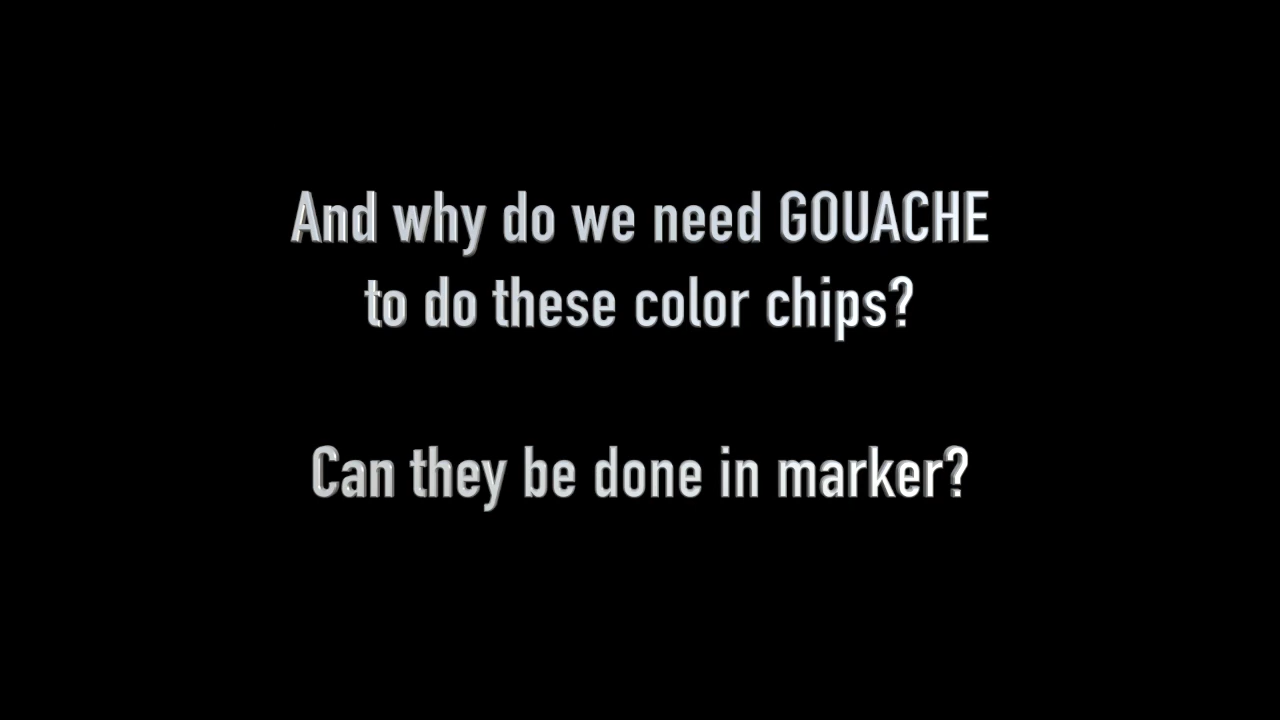 And why do we need GOUACHE
to do these color chips?
Can they be done in marker?